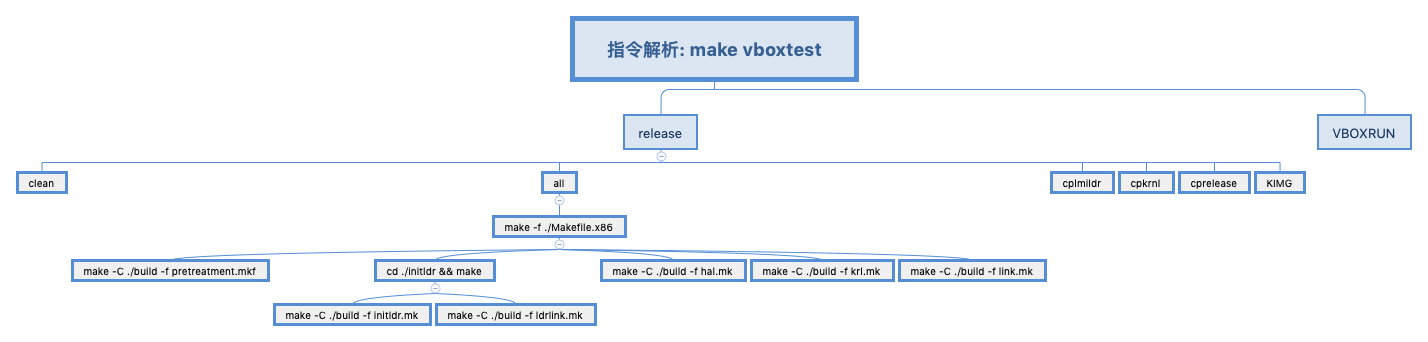 指令解析: make vboxtest
release
VBOXRUN
clean
all
cplmildr
cpkrnl
cprelease
KIMG
make -f ./Makefile.x86
make -C ./build -f pretreatment.mkf
cd ./initldr && make
make -C ./build -f hal.mk
make -C ./build -f krl.mk
make -C ./build -f link.mk
make -C ./build -f initldr.mk
make -C ./build -f ldrlink.mk